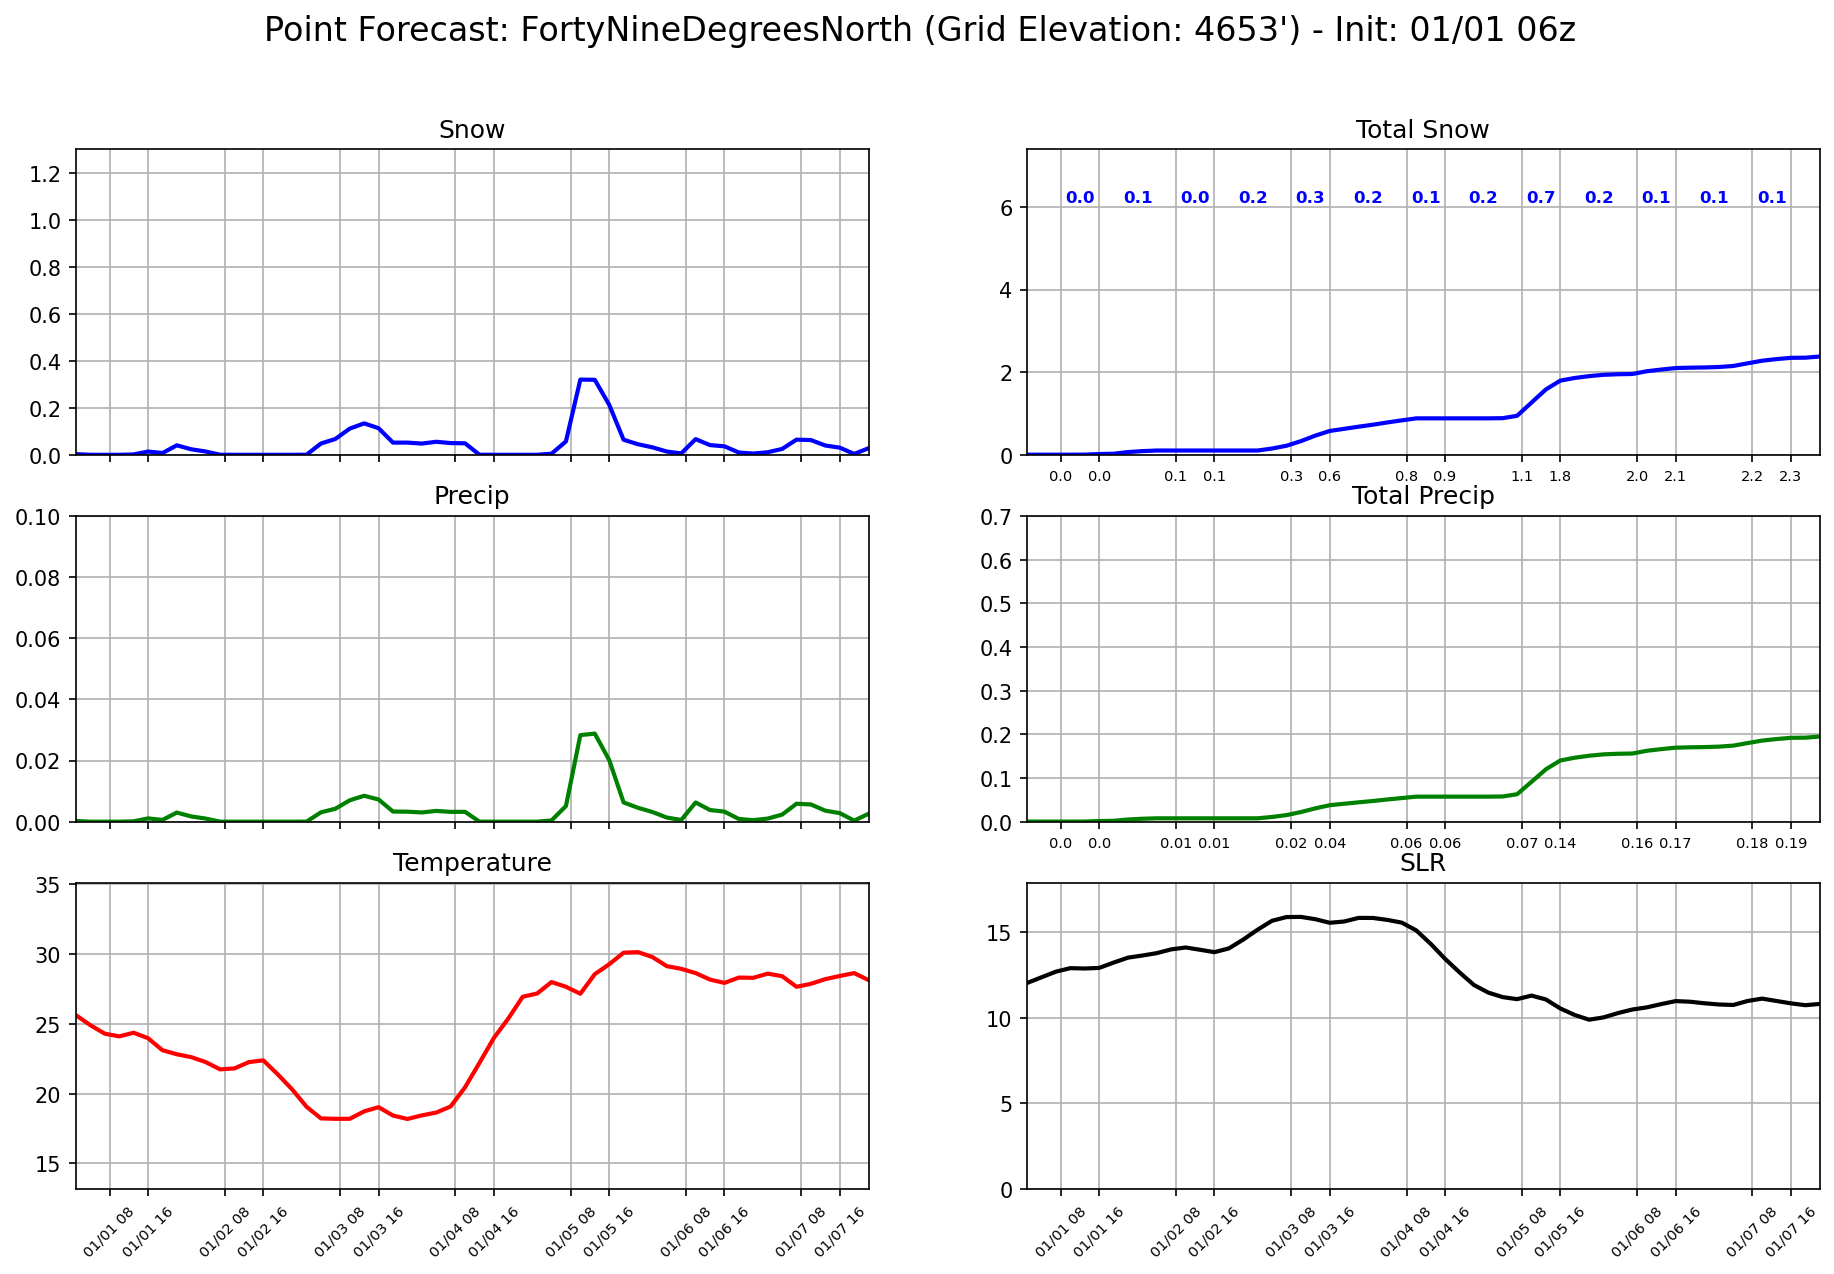 Point Forecast: FortyNineDegreesNorth (Grid Elevation: 4653') - Init: 01/01 06z
Snow
1.2
1.0
0.8
0.6
0.4
0.2
0.0
Total Snow
0.0 0.1 0.0 0.2 0.3 0.2 0.1 0.2 0.7 0.2 0.1 0.1 0.1
6
4
2
0
0.0 0.0 0.1 0.1 0.3 0.6 0.8 0.9 1.1 1.8 2.0 2.1 2.2 2.3
Precip
0.10
0.08
0.06
0.04
0.02
0.00
Total Precip
0.7
0.6
0.5
0.4
0.3
0.2
0.1
0.0
0.0 0.0 0.01 0.01 0.02 0.04 0.06 0.06 0.07 0.14 0.16 0.17 0.18 0.19
Temperature
35
30
25
20
15
01/01 08 01/01 16 01/02 08 01/02 16 01/03 08 01/03 16 01/04 08 01/04 16 01/05 08 01/05 16 01/06 08 01/06 16 01/07 08 01/07 16
SLR
15
10
5
0
01/01 08 01/01 16 01/02 08 01/02 16 01/03 08 01/03 16 01/04 08 01/04 16 01/05 08 01/05 16 01/06 08 01/06 16 01/07 08 01/07 16